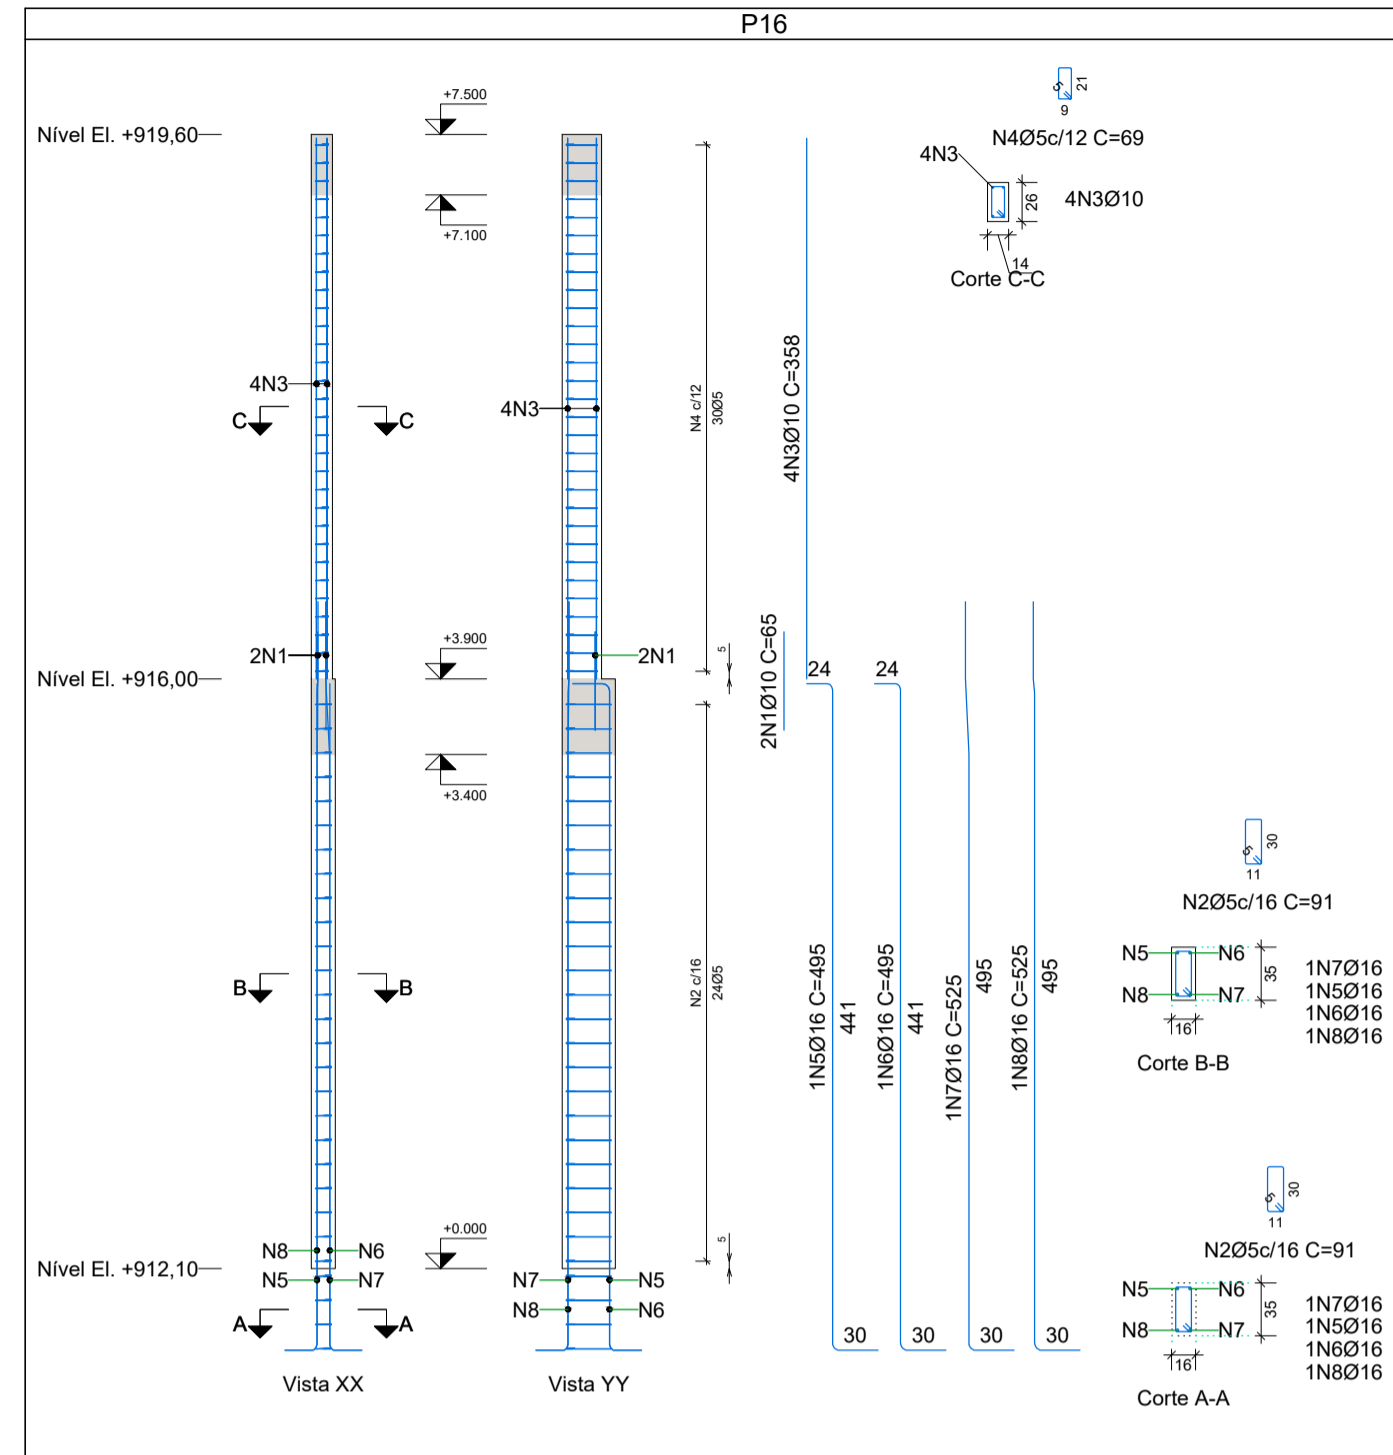 P16
Nível El. +919,60
+7.500
+7.100
5
21
9
N4Ø5c/12 C=69
4N3
26
4N3Ø10
14
Corte C-C
4N3
C
C
4N3
N4 c/12
30Ø5
4N3Ø10 C=358
2N1
+3.900
2N1
5
2N1Ø10 C=65
Nível El. +916,00
24
24
+3.400
5
30
11
N2Ø5c/16 C=91
N5
N6
N8
N7
35
16
1N7Ø16
1N5Ø16
1N6Ø16
1N8Ø16
Corte B-B
B
B
N2 c/16
24Ø5
1N5Ø16 C=495
441
1N6Ø16 C=495
441
1N7Ø16 C=525
495
1N8Ø16 C=525
495
+0.000
5
N8
N6
Nível El. +912,10
N5
N7
N7
N5
N8
N6
A
A
30
30
30
30
5
30
11
N2Ø5c/16 C=91
N5
N6
N8
N7
35
16
1N7Ø16
1N5Ø16
1N6Ø16
1N8Ø16
Corte A-A
Vista XX
Vista YY